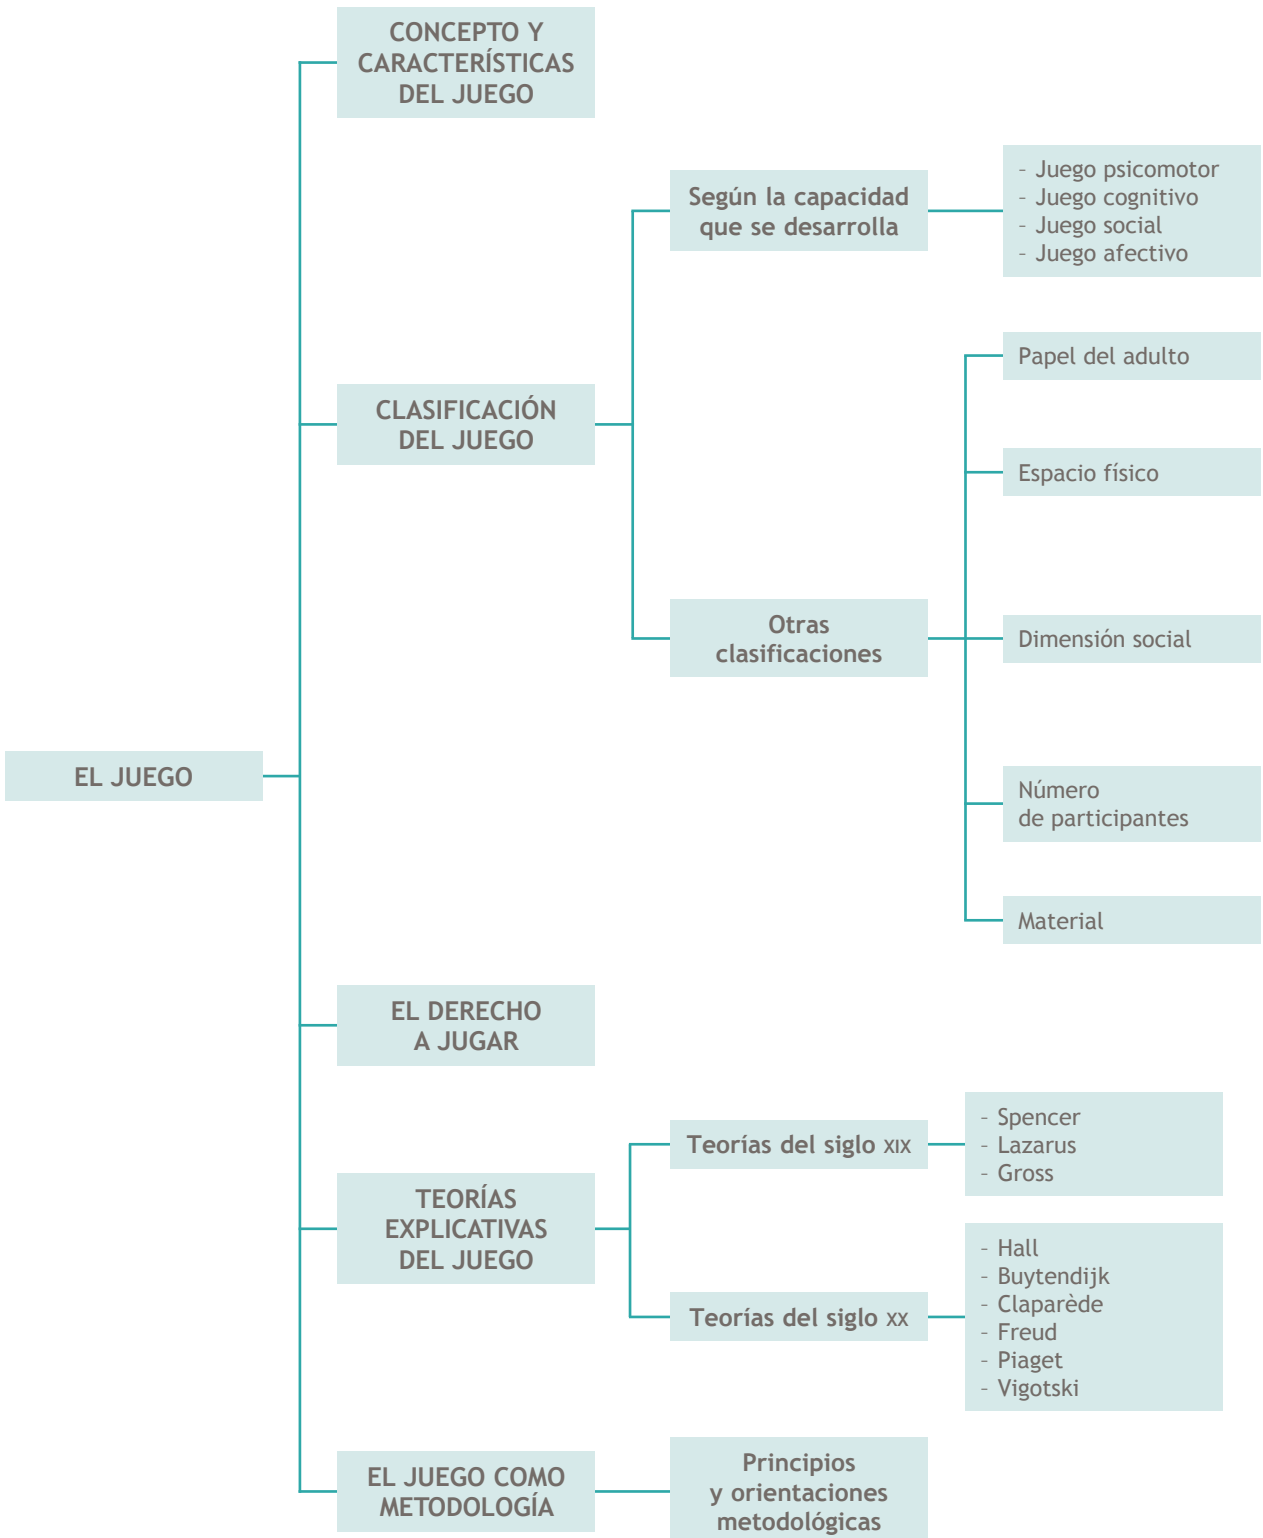 CONCEPTO Y
CARACTERÍSTICAS
DEL JUEGO
Según la capacidad
que se desarrolla
- Juego psicomotor
- Juego cognitivo
- Juego social
- Juego afectivo
Papel del adulto
CLASIFICACIÓN
DEL JUEGO
Espacio físico
Otras
clasificaciones
Dimensión social
EL JUEGO
Número
de participantes
Material
EL DERECHO
A JUGAR
Teorías del siglo XIX
- Spencer
- Lazarus
- Gross
TEORÍAS
EXPLICATIVAS
DEL JUEGO
Teorías del siglo XX
- Hall
- Buytendijk
- Claparède
- Freud
- Piaget
- Vigotski
EL JUEGO COMO
METODOLOGÍA
Principios
y orientaciones
metodológicas